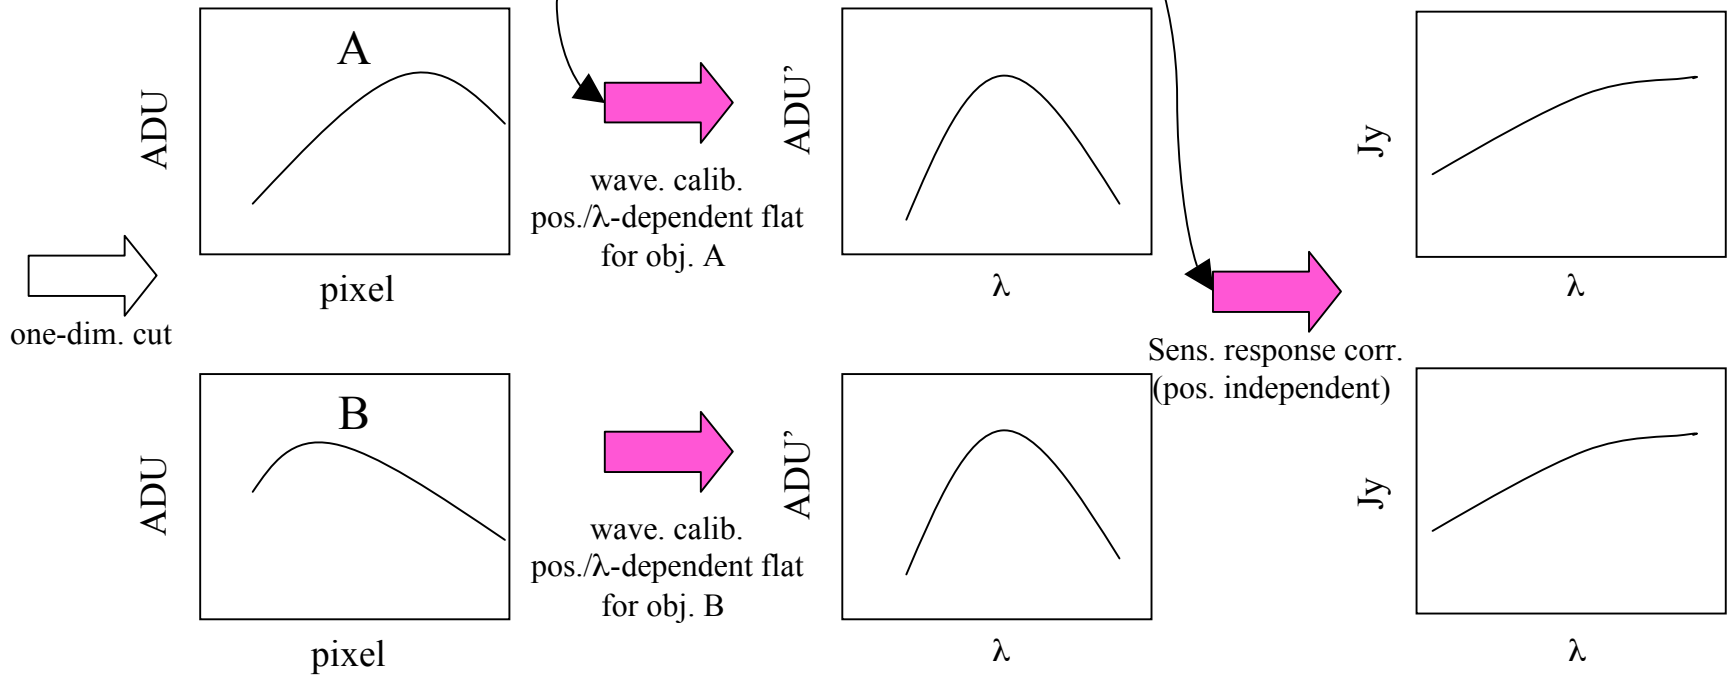 A
ADU
pixel
one-dim. cut
wave. calib.
pos./λ-dependent flat
for obj. A
ADU’
λ
Sens. response corr.
(pos. independent)
Jy
λ
B
ADU
pixel
wave. calib.
pos./λ-dependent flat
for obj. B
ADU’
λ
Jy
λ